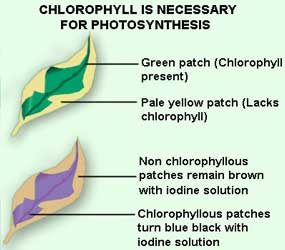 CHLOROPHYLL IS NECESSARY
FOR PHOTOSYNTHESIS
Green patch (Chlorophyll
present)
Pale yellow patch (Lacks
chlorophyll)
Non chlorophyllous
patches remain brown
with iodine solution
Chlorophyllous patches
turn blue black with
iodine solution